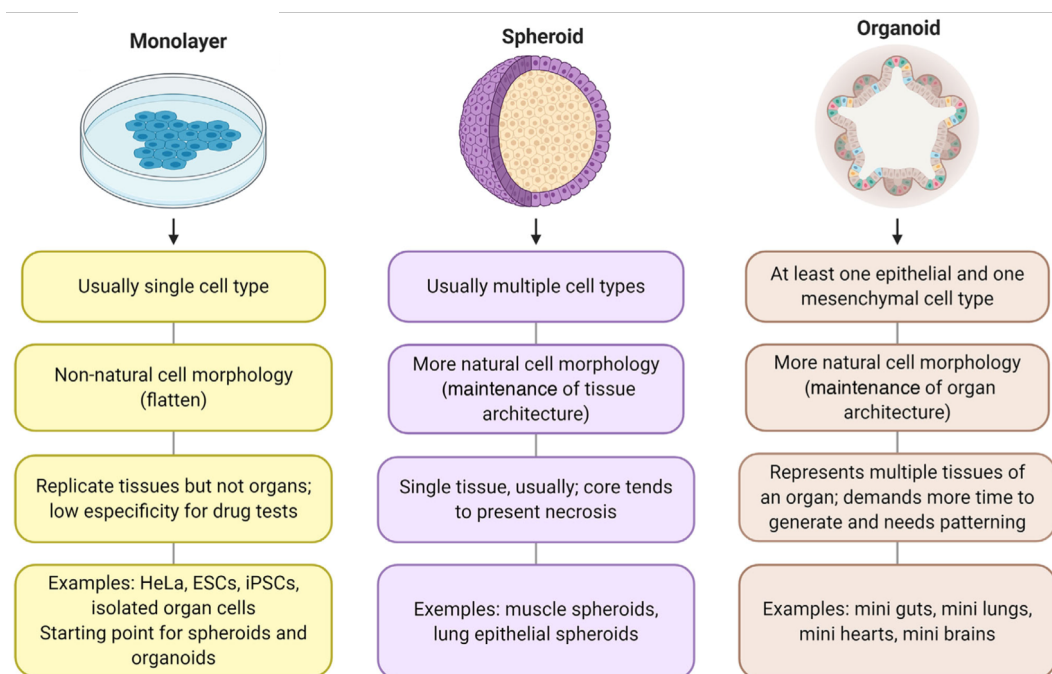 Monolayer
Usually single cell type
Non-natural cell morphology
(flatten)
Replicate tissues but not organs;
low especificity for drug tests
Examples: HeLa, ESCs, iPSCs,
isolated organ cells
Starting point for spheroids and
organoids
Spheroid
Usually multiple cell types
More natural cell morphology
(maintenance of tissue
architecture)
Single tissue, usually; core tends
to present necrosis
Exemples: muscle spheroids,
lung epithelial spheroids
Organoid
At least one epithelial and one
mesenchymal cell type
More natural cell morphology
(maintenance of organ
architecture)
Represents multiple tissues of
an organ; demands more time to
generate and needs patterning
Examples: mini guts, mini lungs,
mini hearts, mini brains